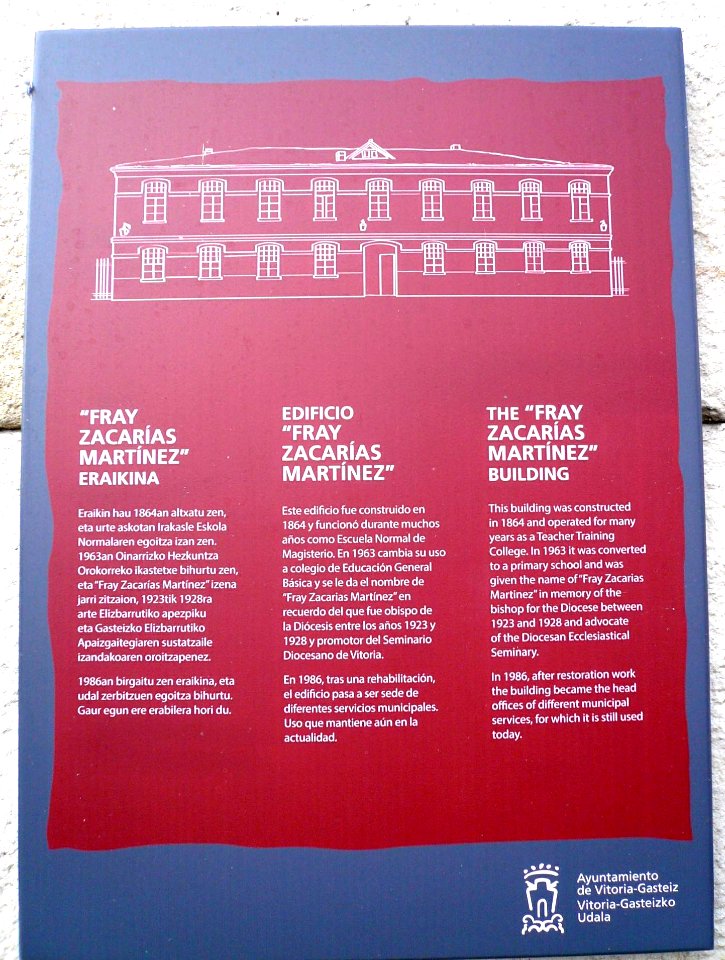 “FRAY
ZACARÍAS
MARTÍNEZ”
ERAIKINA
Eraikin hau 1864an altxatu zen,
eta urte askotan Irakasle Eskola
Normalaren egoitza izan zen.
1963an Oinarrizko Hezkuntza
Orokorreko ikastetxe bihurtu zen,
eta “Fray Zacarías Martínez” izena
jarri zitzaion, 1923tik 1928ra
arte Elizbarrutiko apezpiku
eta Gasteizko Elizbarrutiko
Apaizgaitegiaren sustatzaile
izandakoaren oroitzapenez.
1986an birgaitu zen eraikina, eta
udal zerbitzuen egoitza bihurtu.
Gaur egun ere erabilera hori du.
EDIFICIO
“FRAY
ZACARÍAS
MARTÍNEZ”
Este edificio fue construido en
1864 y funcionó durante muchos
años como Escuela Normal de
Magisterio. En 1963 cambia su uso
a colegio de Educación General
Básica y se le da el nombre de
“Fray Zacarias Martínez” en
recuerdo del que fue obispo de
la Diócesis entre los años 1923 y
1928 y promotor del Seminario
Diocesano de Vitoria.
En 1986, tras una rehabilitación,
el edificio pasa a ser sede de
diferentes servicios municipales.
Uso que mantiene aún en la
actualidad.
THE “FRAY
ZACARÍAS
MARTÍNEZ”
BUILDING
This building was constructed
in 1864 and operated for many
years as a Teacher Training
College. In 1963 it was converted
to a primary school and was
given the name of “Fray Zacarias
Martinez” in memory of the
bishop for the Diocese between
1923 and 1928 and advocate
of the Diocesan Ecclesiastical
Seminary.
In 1986, after restoration work
the building became the head
offices of different municipal
services, for which it is still used
today.
Ayuntamiento
de Vitoria-Gasteiz
Vitoria-Gasteizko
Udala